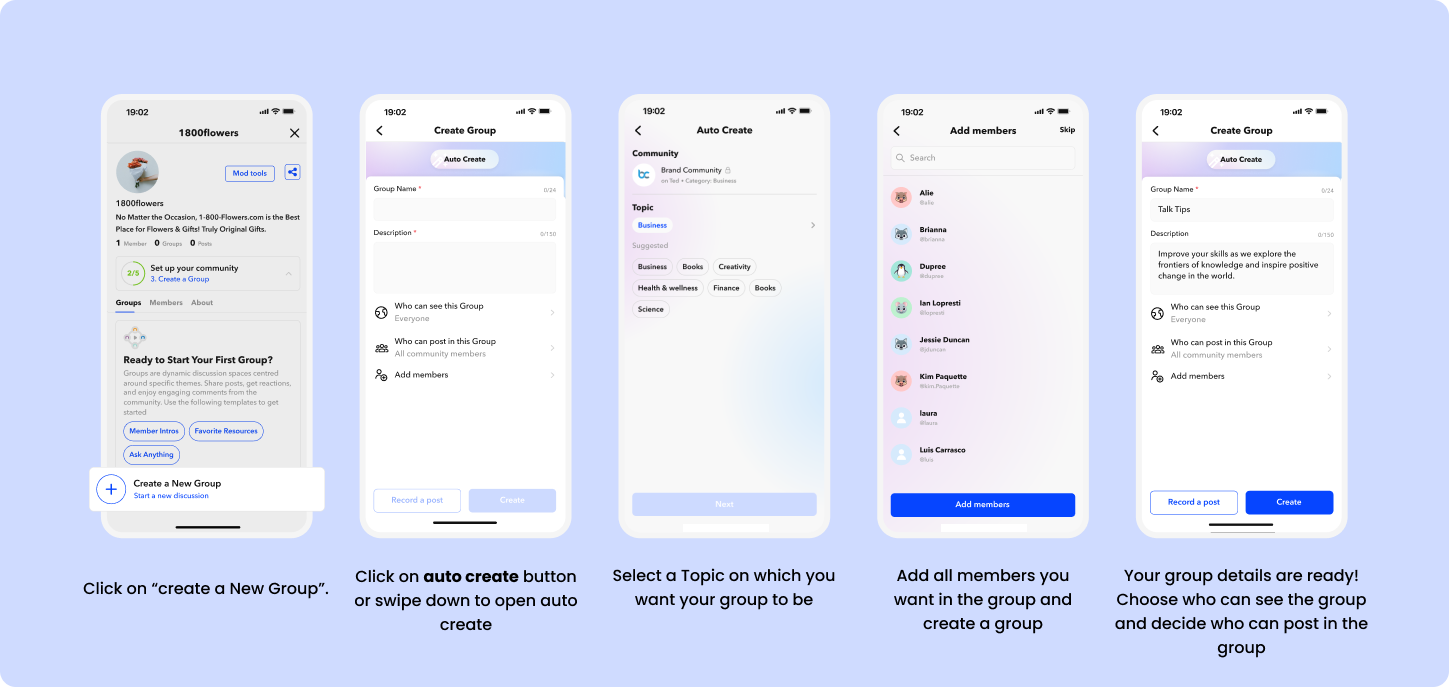 19:02
1800flowers
Mod tools
1800flowers
No Matter the Occasion, 1-800-Flowers.com is the Best
Place for Flowers & Gifts! Truly Original Gifts.
1 Member 0 Groups 0 Posts
2/5
Set up your community
3. Create a Group
Groups Members About
Ready to Start Your First Group?
Groups are dynamic discussion spaces centred
around specific themes. Share posts, get reactions,
and enjoy engaging comments from the
community. Use the following templates to get
started
Member Intros Favorite Resources
Ask Anything
Create a New Group
Start a new discussion
Click on “create a New Group”.
19:02
Create Group
Auto Create
Group Name * 0/24
Description * 0/150
Who can see this Group
Everyone
Who can post in this Group
All community members
Add members
Record a post Create
Click on auto create button
or swipe down to open auto
create
19:02
Auto Create
Community
bc
Brand Community
on Ted • Category: Business
Topic
Business
Suggested
Business Books Creativity
Health & wellness Finance Books
Science
Next
Select a Topic on which you
want your group to be
19:02
Add members Skip
Search
Alie
@alie
Brianna
@brianna
Dupree
@dupree
Ian Lopresti
@lopresti
Jessie Duncan
@jduncan
Kim Paquette
@kim.Paquette
laura
@laura
Luis Carrasco
@luis
Add members
Add all members you
want in the group and
create a group
19:02
Create Group
Auto Create
Group Name * 0/24
Talk Tips
Description 0/150
Improve your skills as we explore the
frontiers of knowledge and inspire positive
change in the world.
Who can see this Group
Everyone
Who can post in this Group
All community members
Add members
Record a post Create
Your group details are ready!
Choose who can see the group
and decide who can post in the
group